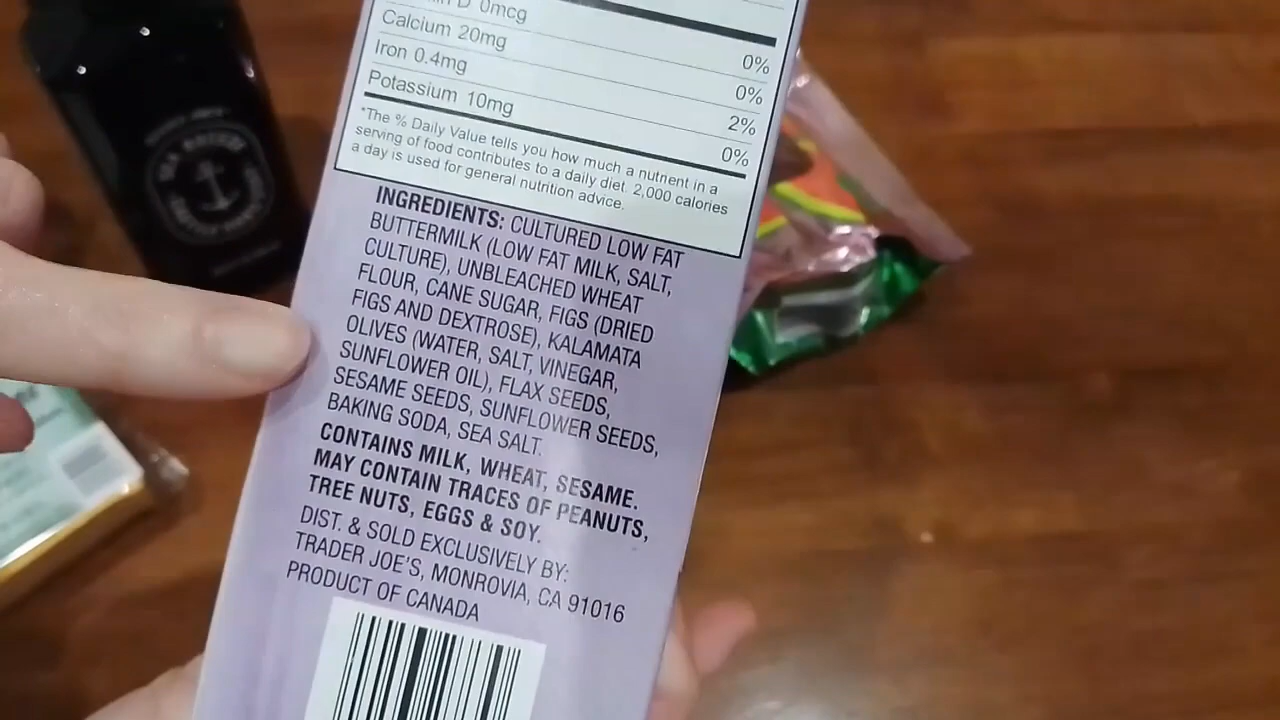 D 0mcg
0%
Calcium 20mg
0%
Iron 0.4mg
2%
Potassium 10mg
0%
*The % Daily Value tells you how much a nutrient in a
serving of food contributes to a daily diet. 2,000 calories
a day is used for general nutrition advice.
INGREDIENTS: CULTURED LOW FAT
BUTTERMILK (LOW FAT MILK, SALT,
CULTURE), UNBLEACHED WHEAT
FLOUR, CANE SUGAR, FIGS (DRIED
FIGS AND DEXTROSE), KALAMATA
OLIVES (WATER, SALT, VINEGAR,
SUNFLOWER OIL), FLAX SEEDS,
SESAME SEEDS, SUNFLOWER SEEDS,
BAKING SODA, SEA SALT.
CONTAINS MILK, WHEAT, SESAME.
MAY CONTAIN TRACES OF PEANUTS,
TREE NUTS, EGGS & SOY.
DIST. & SOLD EXCLUSIVELY BY:
TRADER JOE'S, MONROVIA, CA 91016
PRODUCT OF CANADA